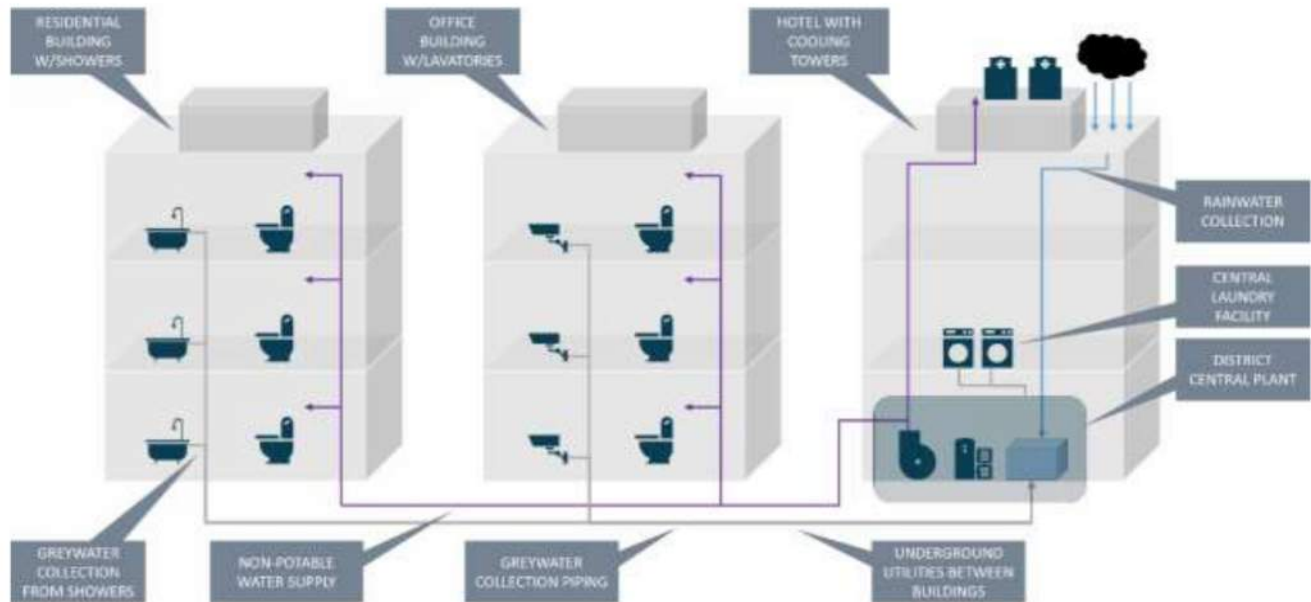 RESIDENTIAL
BUILDING
W/SHOWERS
OFFICE
BUILDING
W/LAVATORIES
HOTEL WITH
COOLING
TOWERS
RAINWATER
COLLECTION
CENTRAL
LAUNDRY
FACILITY
DISTRICT
CENTRAL PLANT
GREYWATER
COLLECTION
FROM SHOWERS
NON-POTABLE
WATER SUPPLY
GREYWATER
COLLECTION PIPING
UNDERGROUND
UTILITIES BETWEEN
BUILDINGS